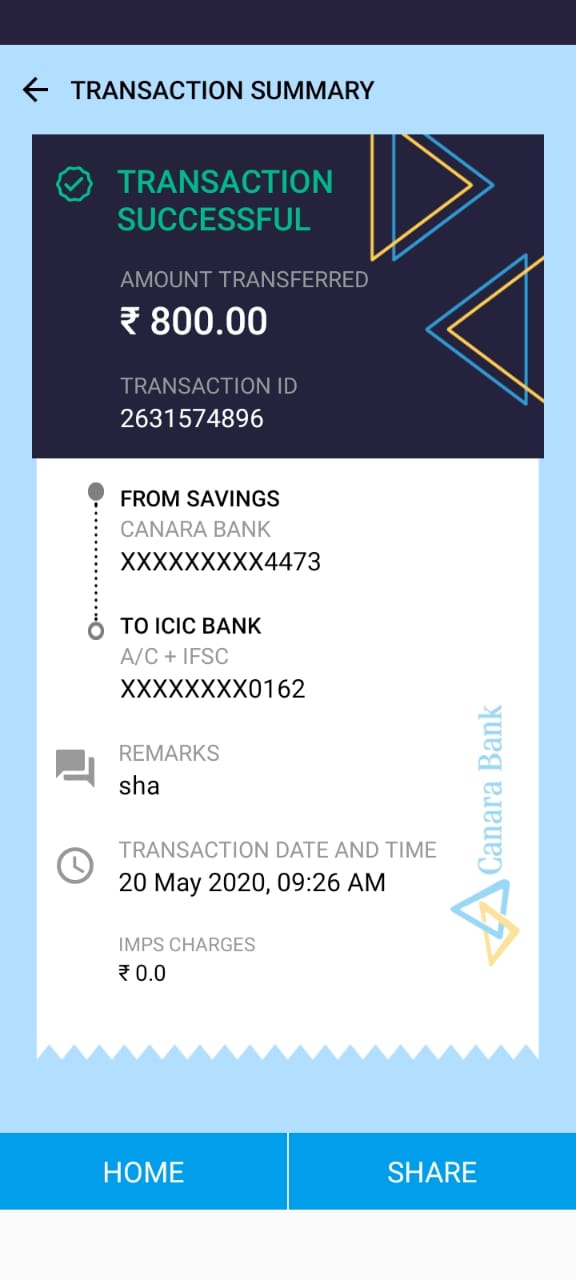 TRANSACTION SUMMARY
TRANSACTION
SUCCESSFUL
AMOUNT TRANSFERRED
₹ 800.00
TRANSACTION ID
2631574896
FROM SAVINGS
CANARA BANK
XXXXXXXXX4473
TO ICIC BANK
A/C + IFSC
XXXXXXXX0162
REMARKS
sha
TRANSACTION DATE AND TIME
20 May 2020, 09:26 AM
IMPS CHARGES
₹ 0.0
Canara Bank
HOME
SHARE